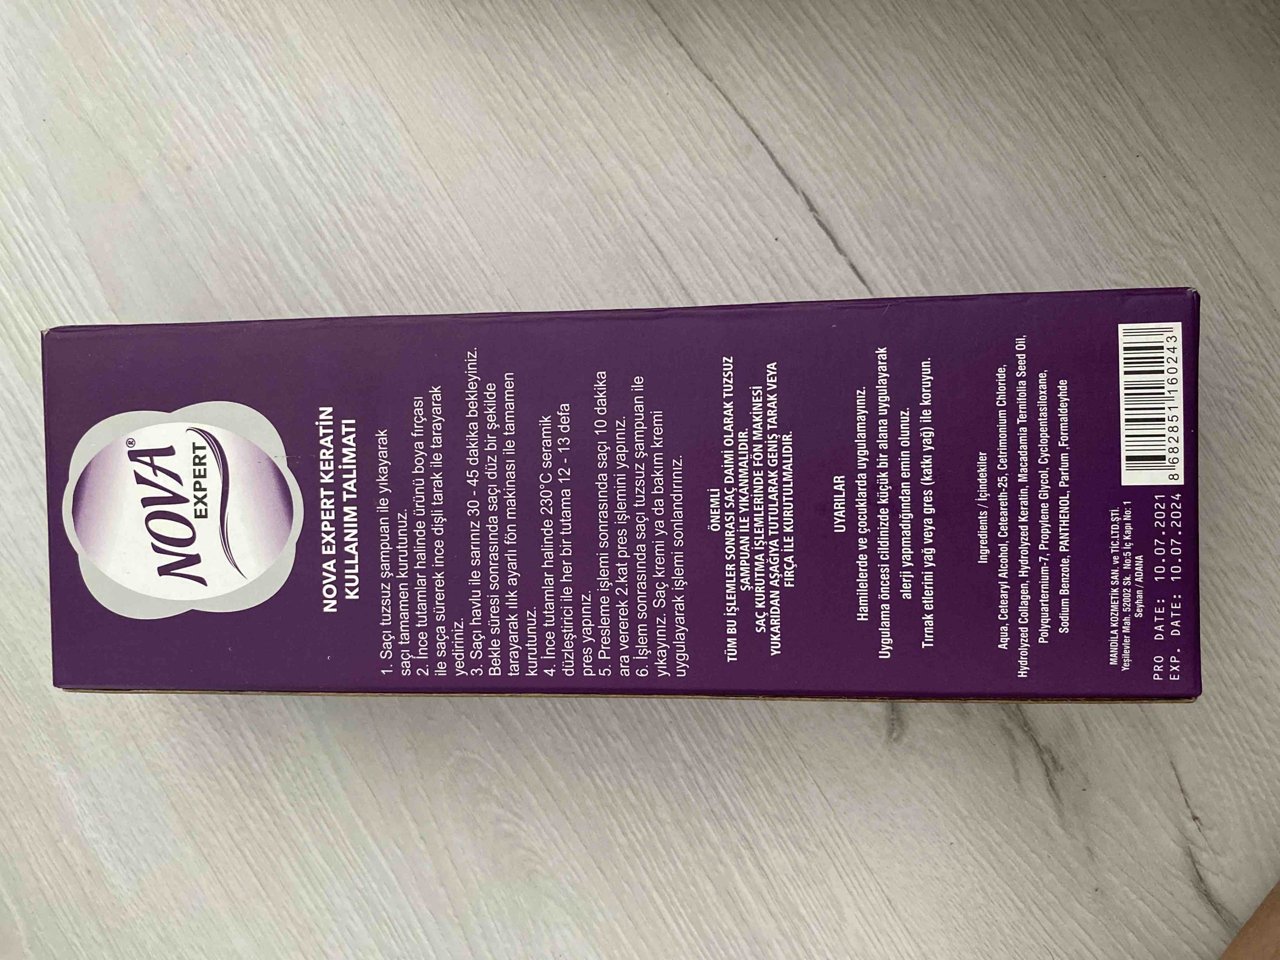 NOVA®
EXPERT
NOVA EXPERT KERATİN
KULLANIM TALİMATI
1. Saçı tuzsuz şampuan ile yıkayarak
saçı tamamen kurutunuz.
2. İnce tutamlar halinde ürünü boya fırçası
ile saça sürerek ince dişli tarak ile tarayarak
yediriniz.
3. Saçı havlu ile sarınız 30 - 45 dakika bekleyiniz.
Bekle süresi sonrasında saçı düz bir şekilde
tarayarak ılık ayarlı fön makinası ile tamamen
kurutunuz.
4. İnce tutamlar halinde 230°C seramik
düzleştirici ile her bir tutama 12 - 13 defa
pres yapınız.
5. Presleme işlemi sonrasında saçı 10 dakika
ara vererek 2.kat pres işlemini yapınız.
6. İşlem sonrasında saçı tuzsuz şampuan ile
yıkayınız. Saç kremi ya da bakım kremi
uygulayarak işlemi sonlandırınız.
ÖNEMLİ
TÜM BU İŞLEMLER SONRASI SAÇ DAİMİ OLARAK TUZSUZ
ŞAMPUAN İLE YIKANMALIDIR.
SAÇ KURUTMA İŞLEMLERİNDE FÖN MAKİNESİ
YUKARIDAN AŞAĞIYA TUTULARAK GENİŞ TARAK VEYA
FIRÇA İLE KURUTULMALIDIR.
UYARILAR
Hamilelerde ve çocuklarda uygulamayınız.
Uygulama öncesi cildinizde küçük bir alana uygulayarak
alerji yapmadığından emin olunuz.
Tırnak etlerini yağ veya gres (katkı yağ) ile koruyun.
Ingredients / İçindekiler
Aqua, Cetearyl Alcohol, Ceteareth-25, Cetrimonium Chloride,
Hydrolyzed Collagen, Hydrolyzed Keratin, Macadamia Ternifolia Seed Oil,
Polyquarternium-7, Propylene Glycol, Cyclopentasiloxane,
Sodium Benzote, PANTHENOL, Parfum ,Formaldeyhde
MANDİLA KOZMETİK SAN. ve TİC.LTD.ŞTİ.
Yeşilevler Mah. 52002 Sk. No:5 İç Kapı No: 1
Seyhan / ADANA
PRO DATE: 10.07.2021
EXP. DATE: 10.07.2024
8 682851 160243